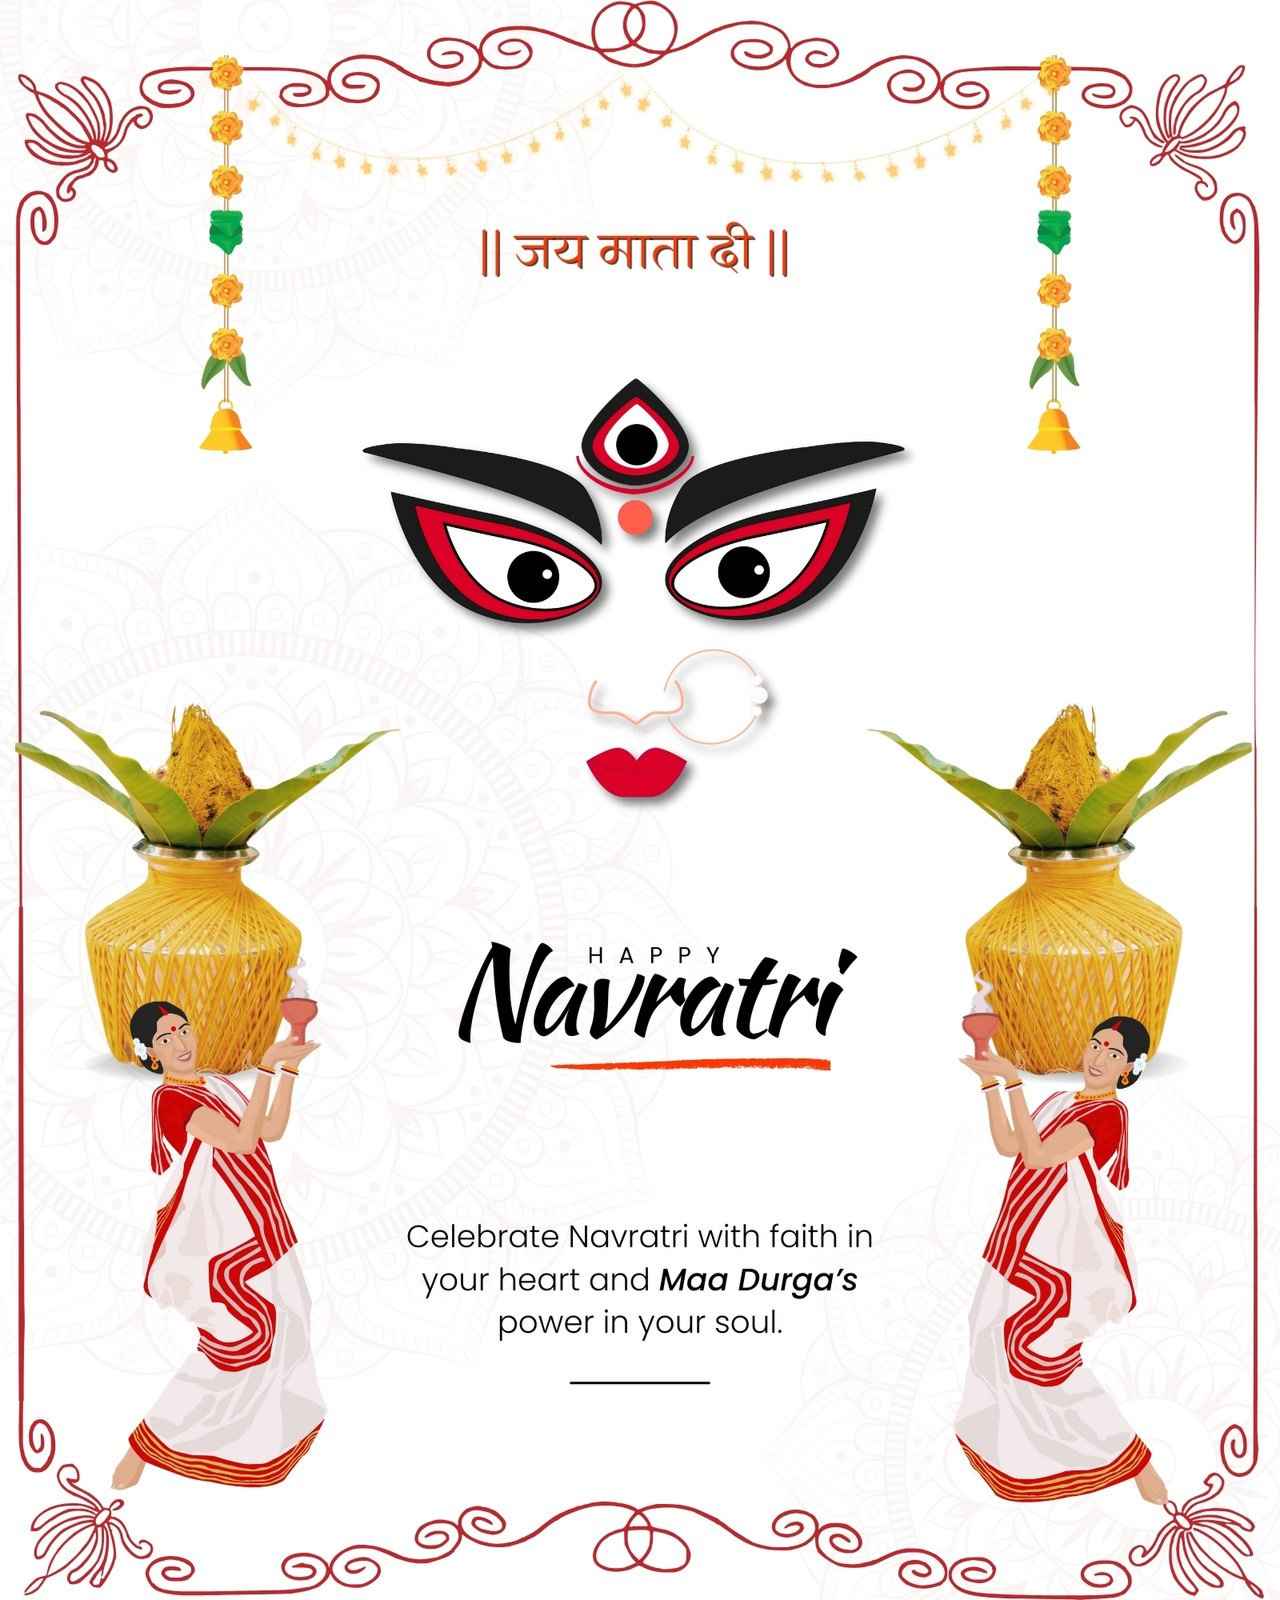 || जय माता दी ||
HAPPY
Navratri
Celebrate Navratri with faith in
your heart and Maa Durga's
power in your soul.